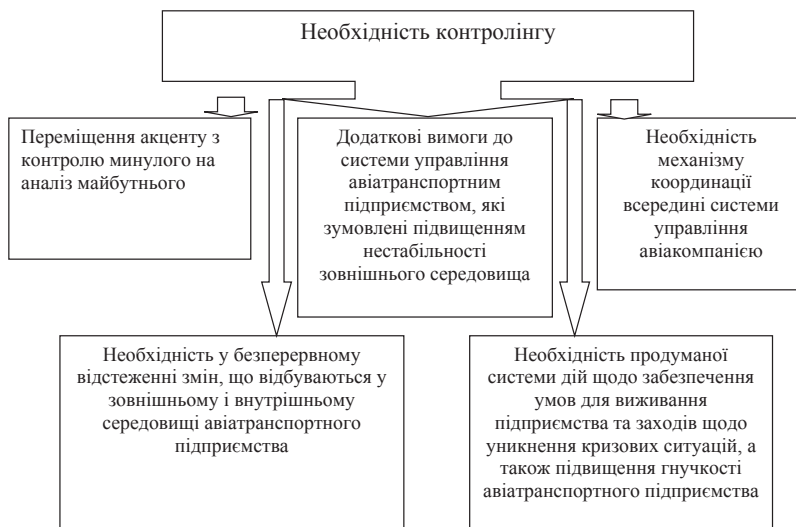 Необхідність контролінгу
Переміщення акценту з
контролю минулого на
аналіз майбутнього
Додаткові вимоги до
системи управління
авіатранспортним
підприємством, які
зумовлені підвищенням
нестабільності
зовнішнього середовища
Необхідність
механізму
координації
всередині системи
управління
авіакомпанією
Необхідність у безперервному
відстеженні змін, що відбуваються у
зовнішньому і внутрішньому
середовищі авіатранспортного
підприємства
Необхідність продуманої
системи дій щодо забезпечення
умов для виживання
підприємства та заходів щодо
уникнення кризових ситуацій, а
також підвищення гнучкості
авіатранспортного підприємства